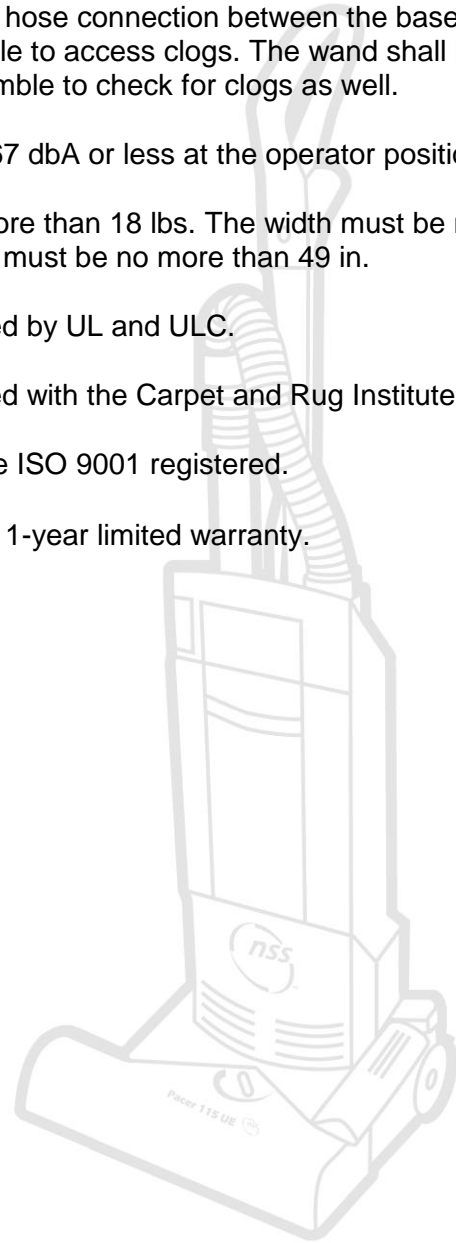 hose connection between the base
le to access clogs. The wand shall
mble to check for clogs as well.
67 dbA or less at the operator positio
ore than 18 lbs. The width must be
must be no more than 49 in.
ed by UL and ULC.
ed with the Carpet and Rug Institute
e ISO 9001 registered.
1-year limited warranty.
nss
Pacer 115 UE